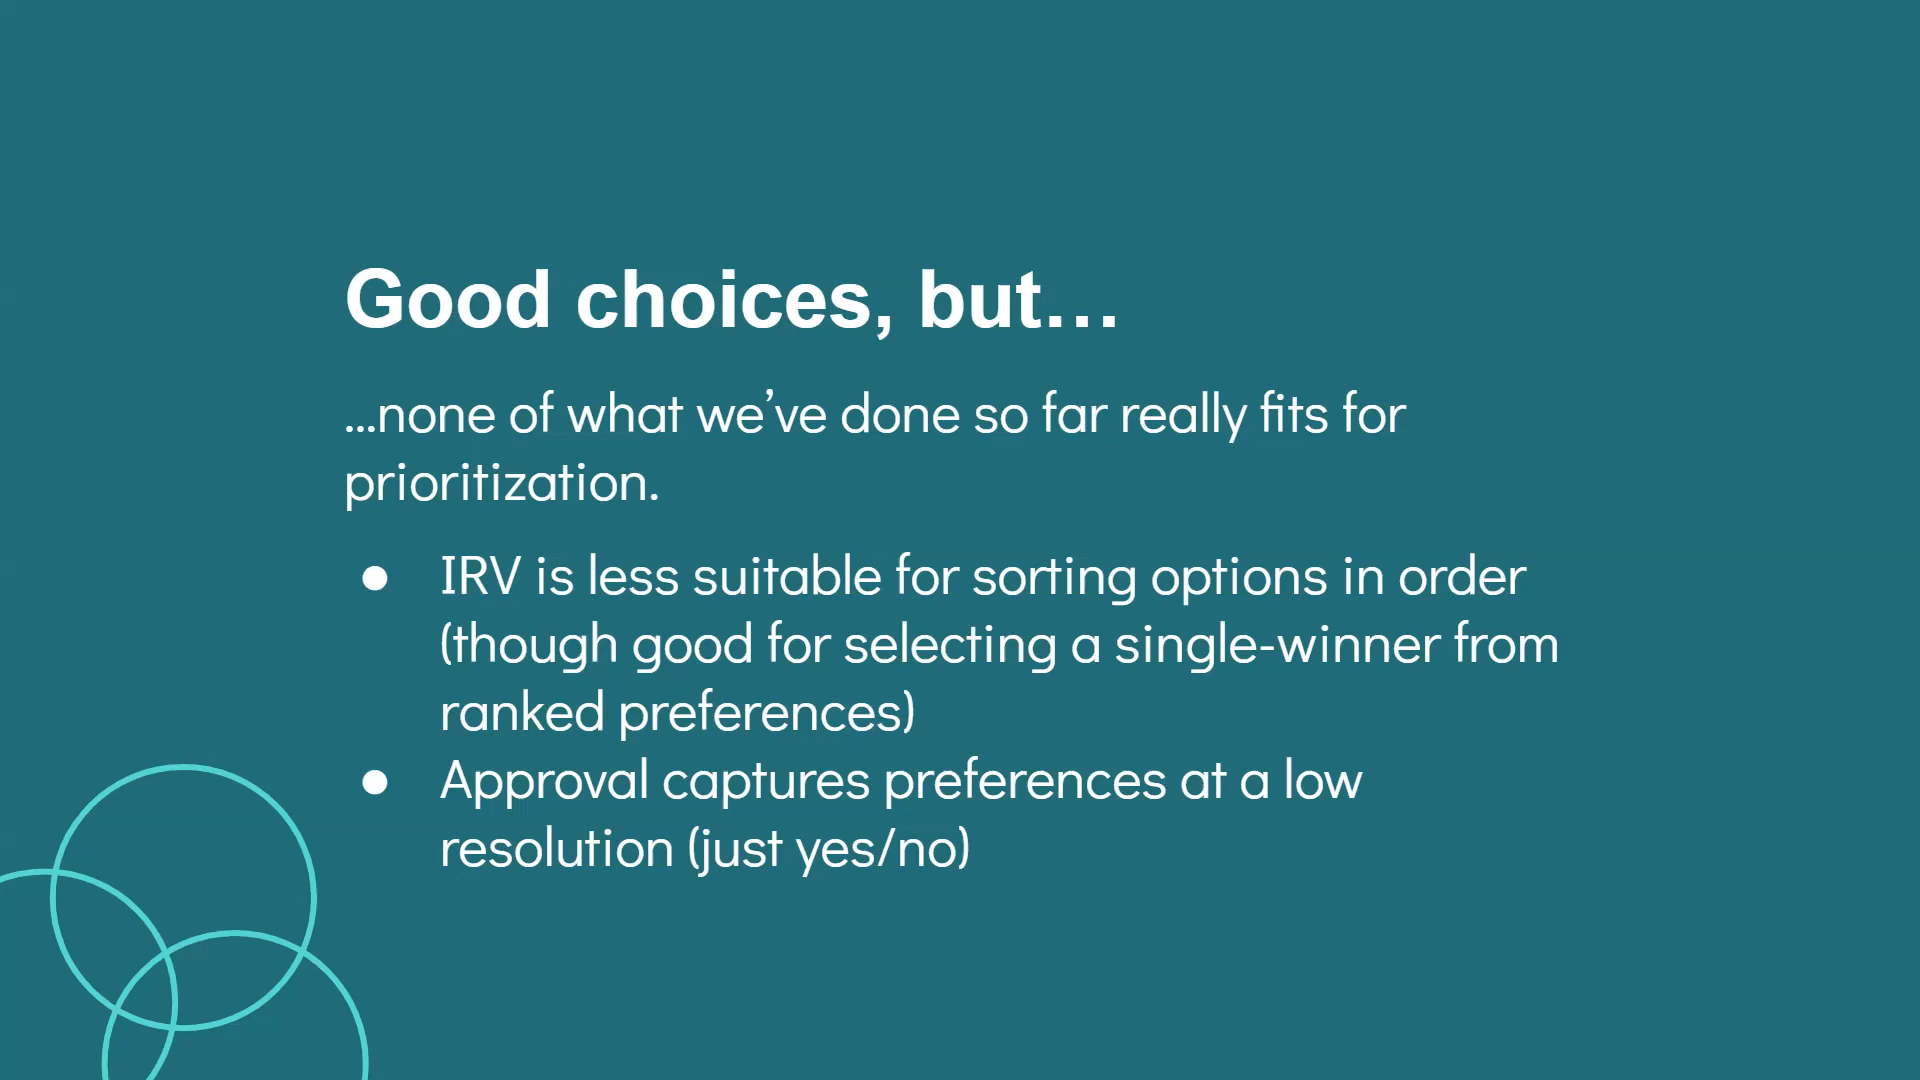 Good choices, but…
…none of what we’ve done so far really fits for
prioritization.
● IRV is less suitable for sorting options in order
(though good for selecting a single-winner from
ranked preferences)
● Approval captures preferences at a low
resolution (just yes/no)